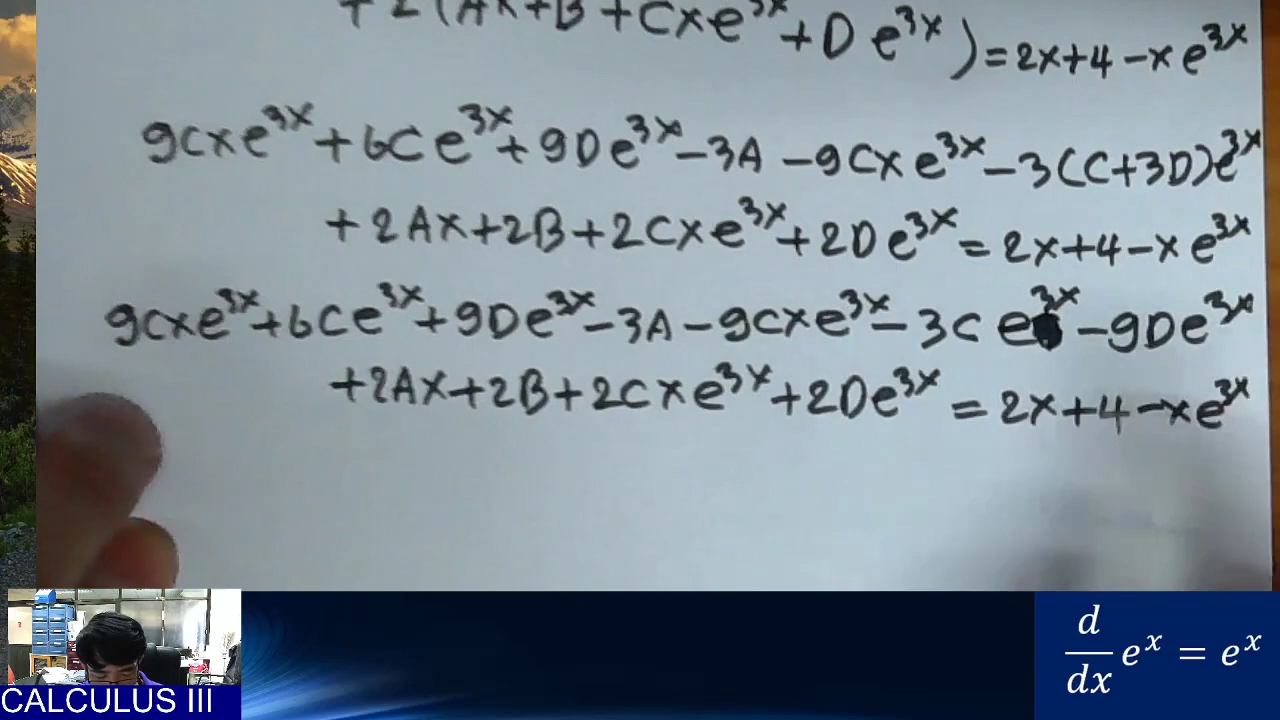 +2(Ax+B+Cxe^{3x}+De^{3x})=2x+4-xe^{3x}
9Cxe^{3x}+6Ce^{3x}+9De^{3x}-3A-9Cxe^{3x}-3(C+3D)e^{3x}
+2Ax+2B+2Cxe^{3x}+2De^{3x}=2x+4-xe^{3x}
9Cxe^{3x}+6Ce^{3x}+9De^{3x}-3A-9Cxe^{3x}-3Ce^{3x}-9De^{3x}
+2Ax+2B+2Cxe^{3x}+2De^{3x}=2x+4-xe^{3x}
CALCULUS III
\frac{d}{dx}e^x=e^x